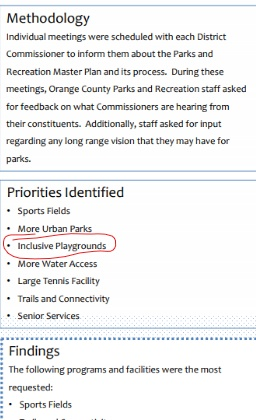 Methodology
Individual meetings were scheduled with each District
Commissioner to inform them about the Parks and
Recreation Master Plan and its process.  During these
meetings, Orange County Parks and Recreation staff asked
for feedback on what Commissioners are hearing from
their constituents.  Additionally, staff asked for input
regarding any long range vision that they may have for
parks.
Priorities Identified
• Sports Fields
• More Urban Parks
• Inclusive Playgrounds
• More Water Access
• Large Tennis Facility
• Trails and Connectivity
• Senior Services
Findings
The following programs and facilities were the most
requested:
• Sports Fields